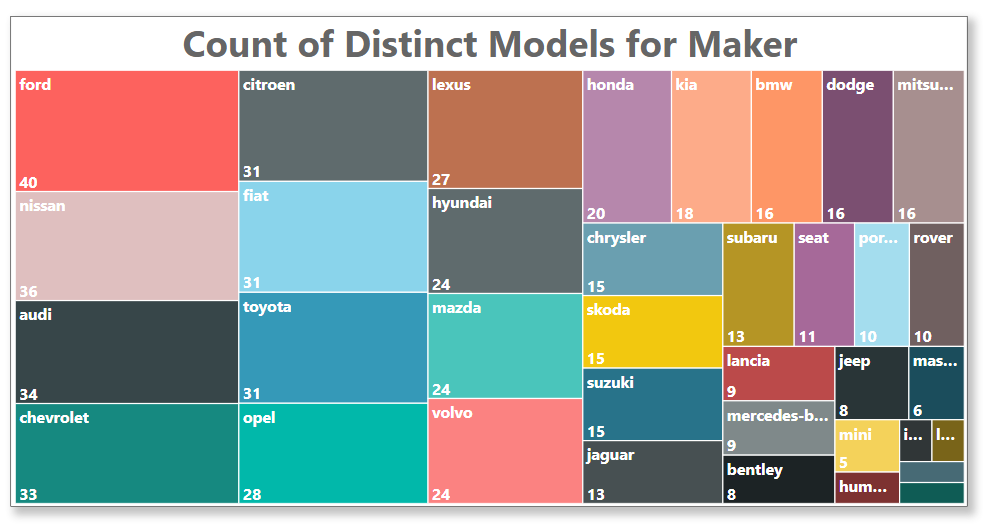 Count of Distinct Models for Maker
ford
40
nissan
36
audi
34
chevrolet
33
citroen
31
fiat
31
toyota
31
opel
28
lexus
27
hyundai
24
mazda
24
volvo
24
honda
20
kia
18
bmw
16
dodge
16
mitsu...
16
chrysler
15
skoda
15
suzuki
15
jaguar
13
subaru
13
seat
11
por...
10
rover
10
lancia
9
mercedes-b...
9
bentley
8
jeep
8
mas...
6
mini
5
hum...
i...
l...